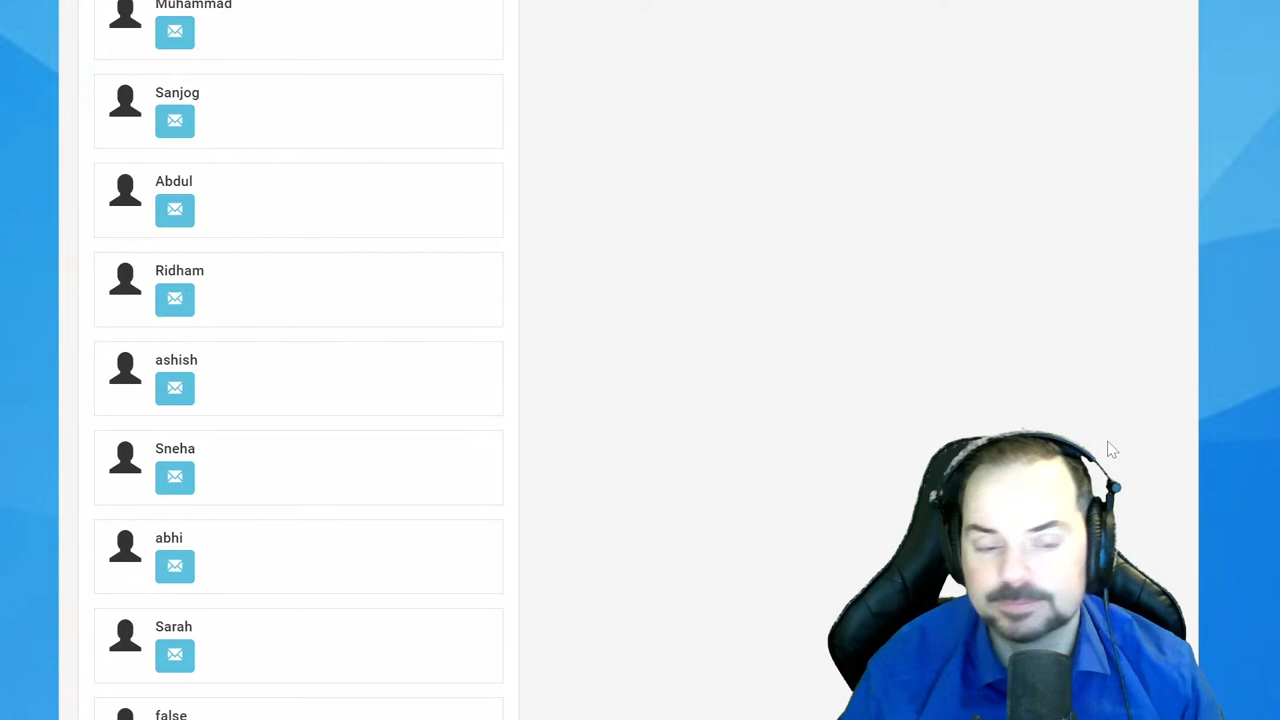 Muhammad
Sanjog
Abdul
Ridham
ashish
Sneha
abhi
Sarah
false